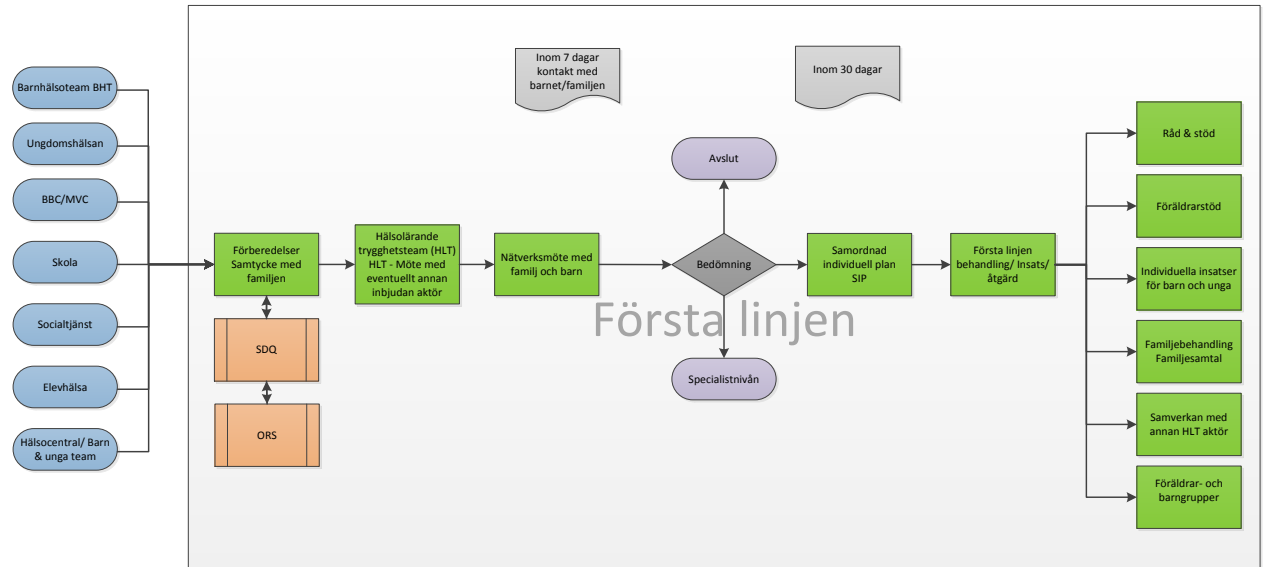 Inom 7 dagar
kontakt med
barnet/familjen
Inom 30 dagar
Barnhälsoteam BHT
Ungdomshälsan
BBC/MVC
Skola
Socialtjänst
Elevhälsa
Hälsocentral/ Barn
& unga team
Förberedelser
Samtycke med
familjen
SDQ
ORS
Hälsolärande
trygghetsteam (HLT)
HLT - Möte med
eventuellt annan
inbjudan aktör
Nätverksmöte med
familj och barn
Avslut
Bedömning
Specialistnivån
Första linjen
Samordnad
individuell plan
SIP
Första linjen
behandling/ Insats/
åtgärd
Råd & stöd
Föräldrarstöd
Individuella insatser
för barn och unga
Familjebehandling
Familjesamtal
Samverkan med
annan HLT aktör
Föräldrar- och
barngrupper